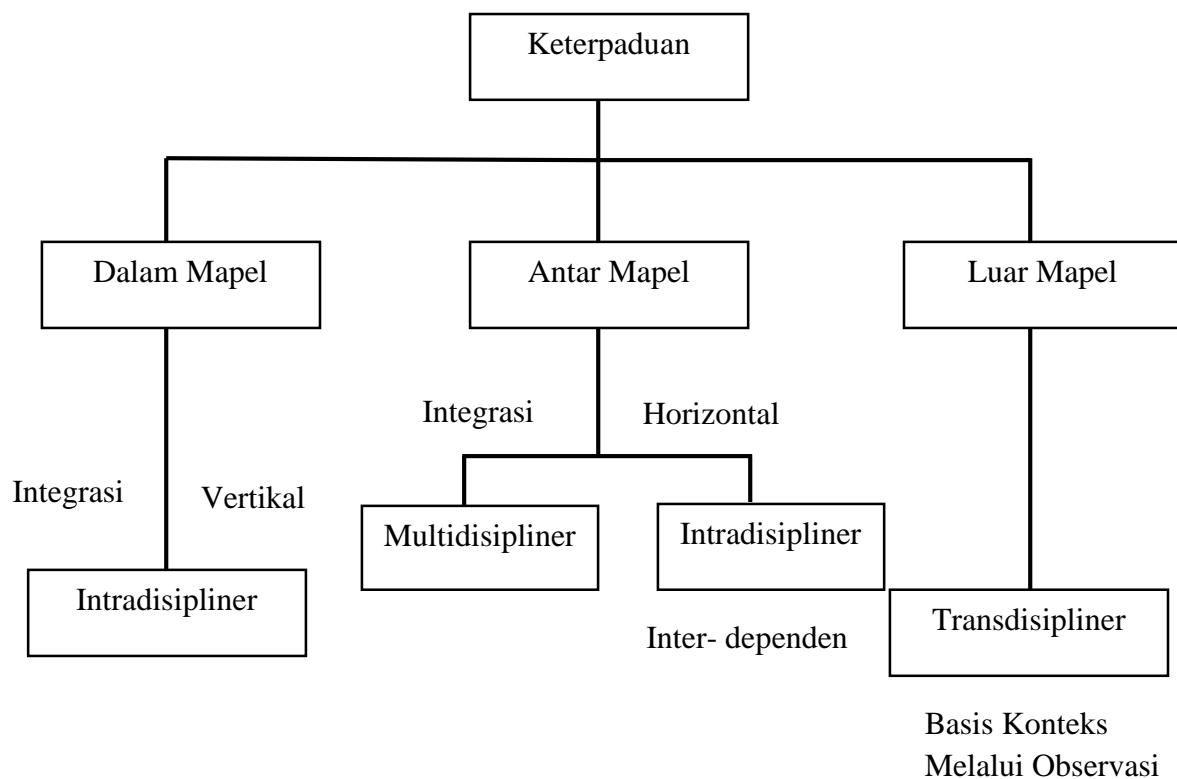 Keterpaduan
Dalam Mapel
Antar Mapel
Luar Mapel
Integrasi
Horizontal
Integrasi
Vertikal
Multidisipliner
Intradisipliner
Intradisipliner
Inter- dependen
Transdisipliner
Basis Konteks
Melalui Observasi